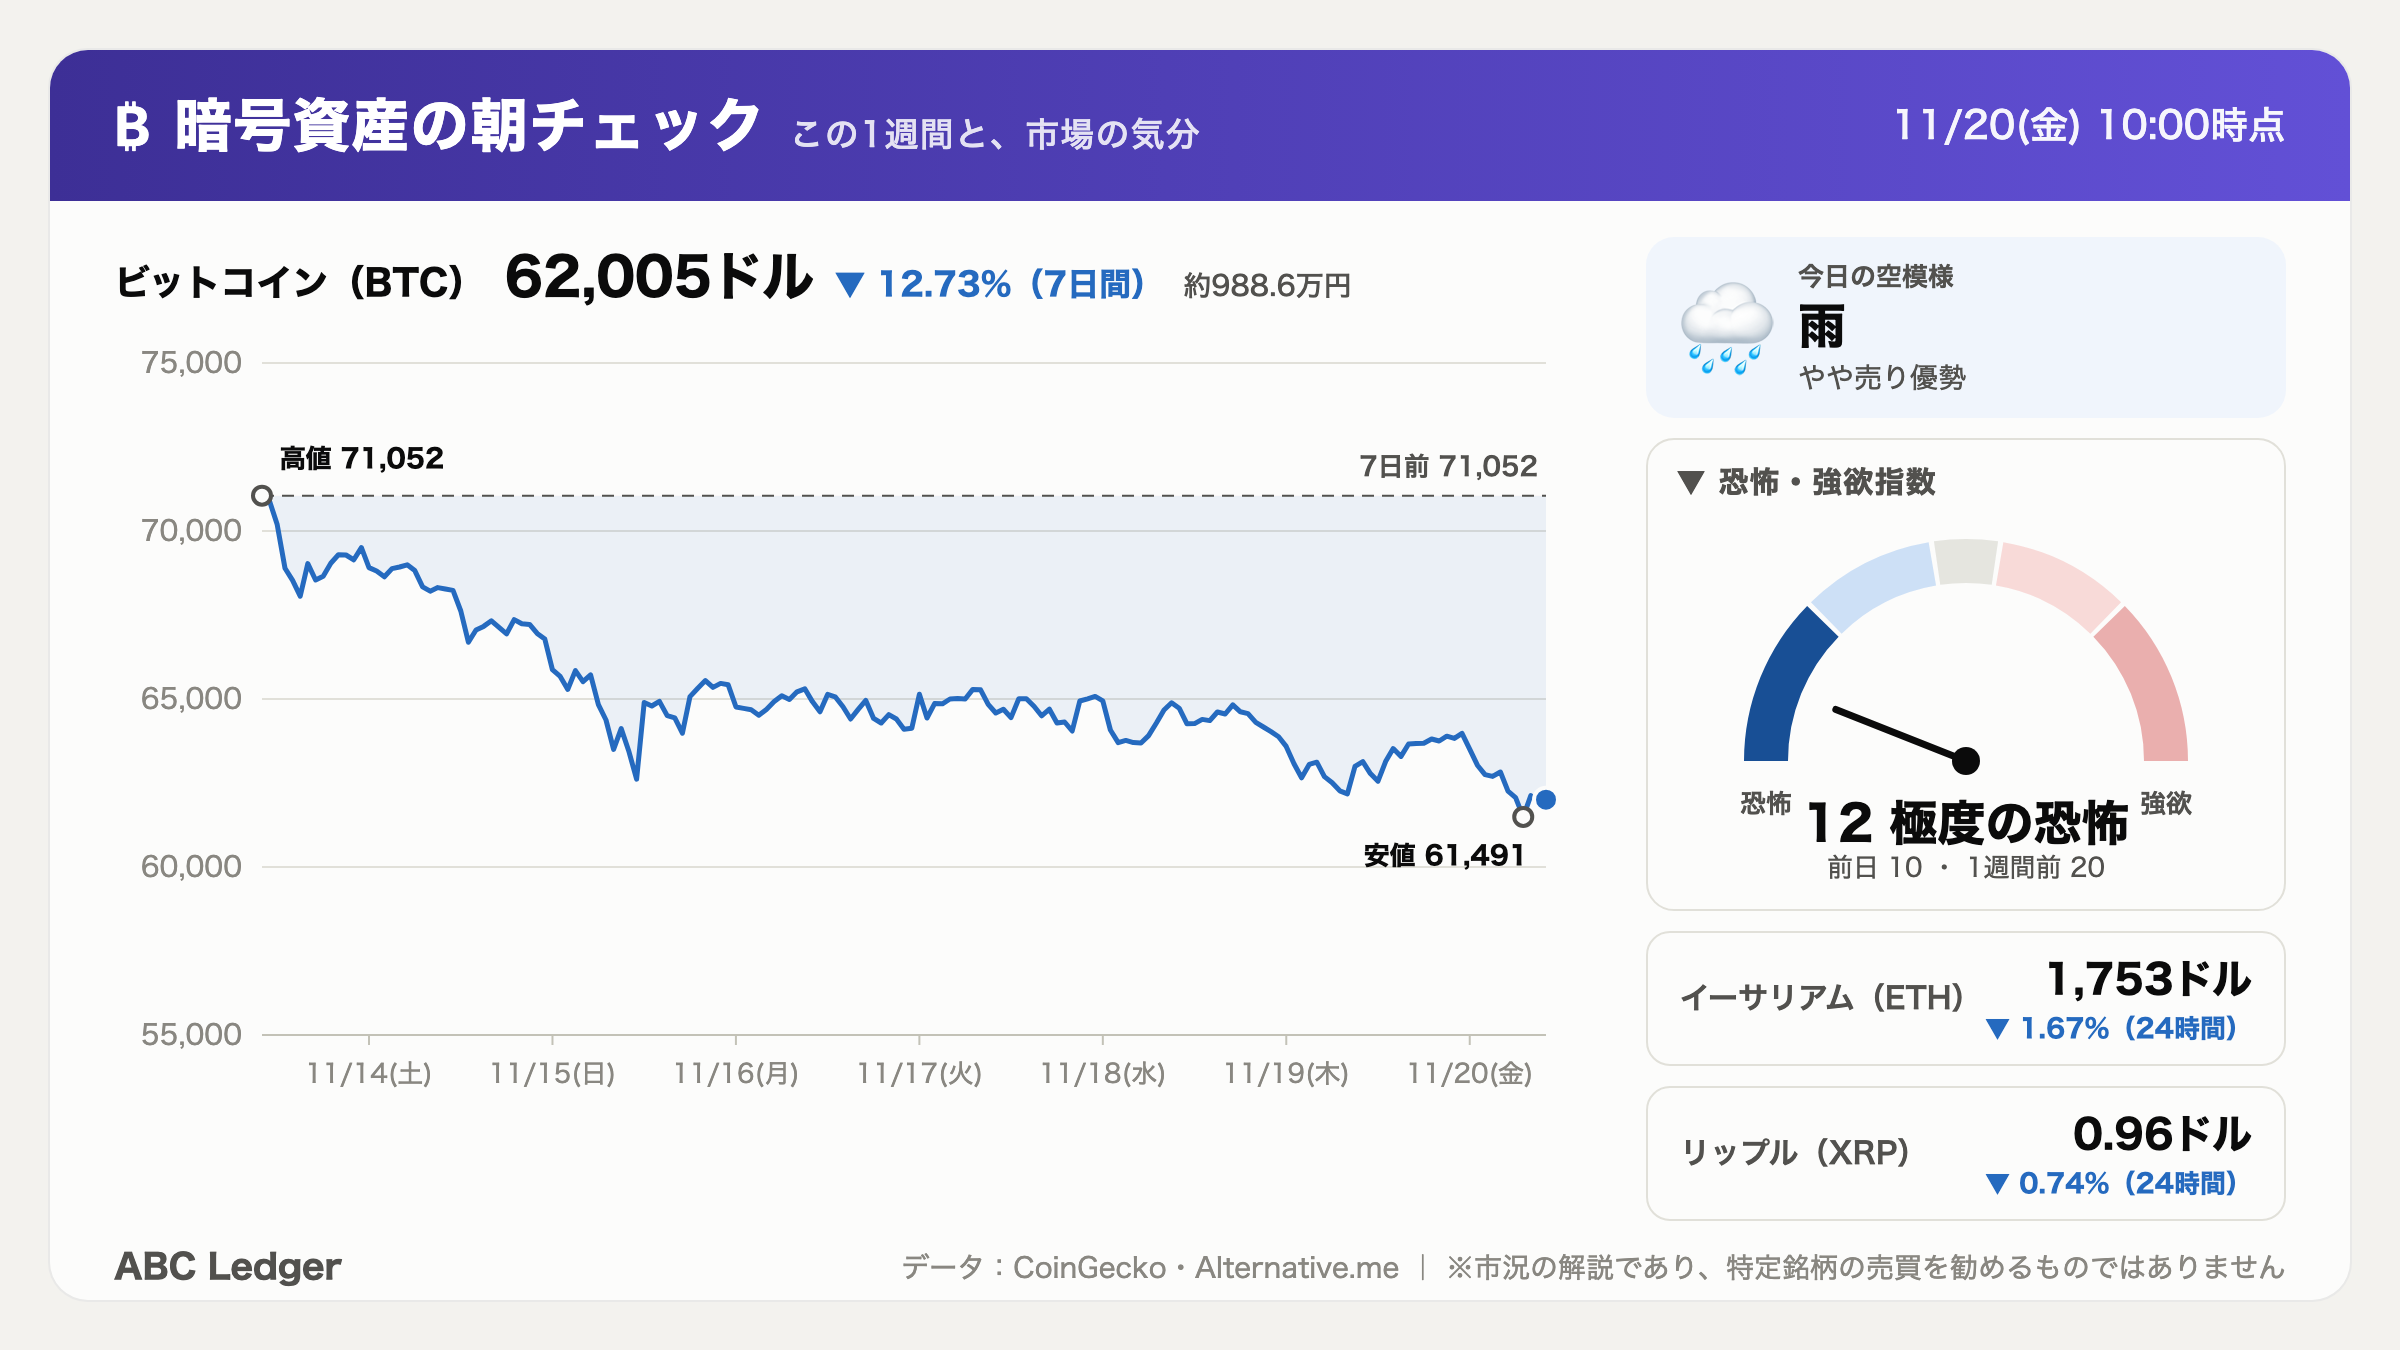 ₿ 暗号資産の朝チェック この1週間と、市場の気分
11/20(金) 10:00時点
ビットコイン（BTC） 62,005ドル ▼ 12.73%（7日間） 約988.6万円
75,000
70,000
65,000
60,000
55,000
高値 71,052
7日前 71,052
安値 61,491
11/14(土)
11/15(日)
11/16(月)
11/17(火)
11/18(水)
11/19(木)
11/20(金)
今日の空模様
雨
やや売り優勢
▼ 恐怖・強欲指数
恐怖
強欲
12 極度の恐怖
前日 10 ・ 1週間前 20
イーサリアム（ETH）
1,753ドル
▼ 1.67%（24時間）
リップル（XRP）
0.96ドル
▼ 0.74%（24時間）
ABC Ledger
データ：CoinGecko・Alternative.me ｜ ※市況の解説であり、特定銘柄の売買を勧めるものではありません